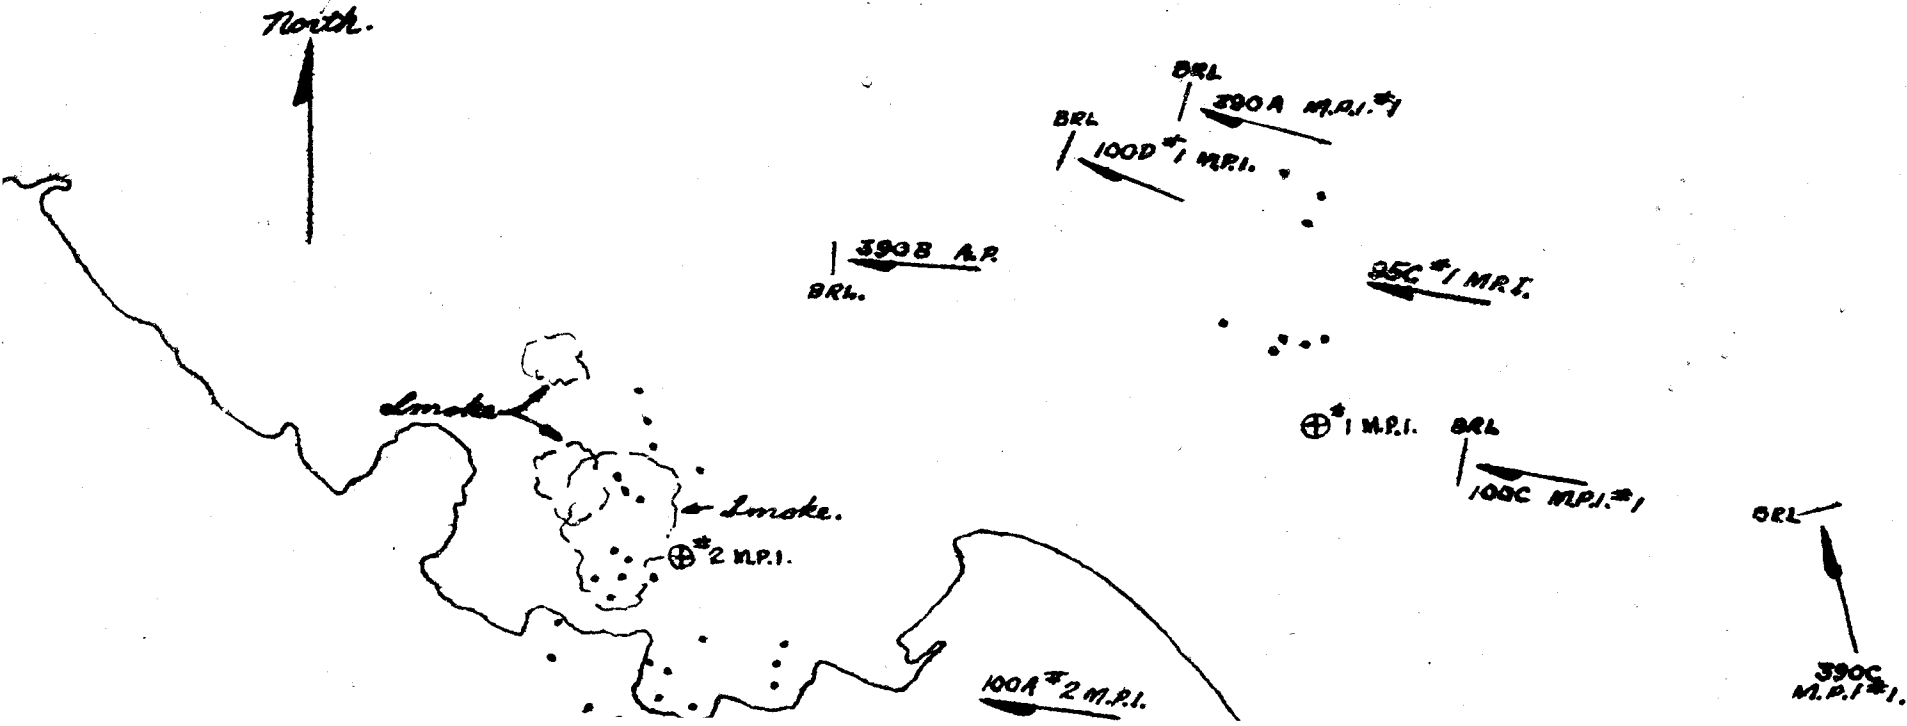 North.
BRL
390A M.P.I.#1
BRL
100D #1 M.P.I.
390B A.P.
BRL.
95C #1 M.P.I.
Smoke
#1 M.P.I.
BRL
100C M.P.I.#1
Smoke.
BRL
#2 M.P.I.
390C
M.P.I#1.
100A #2 M.P.I.